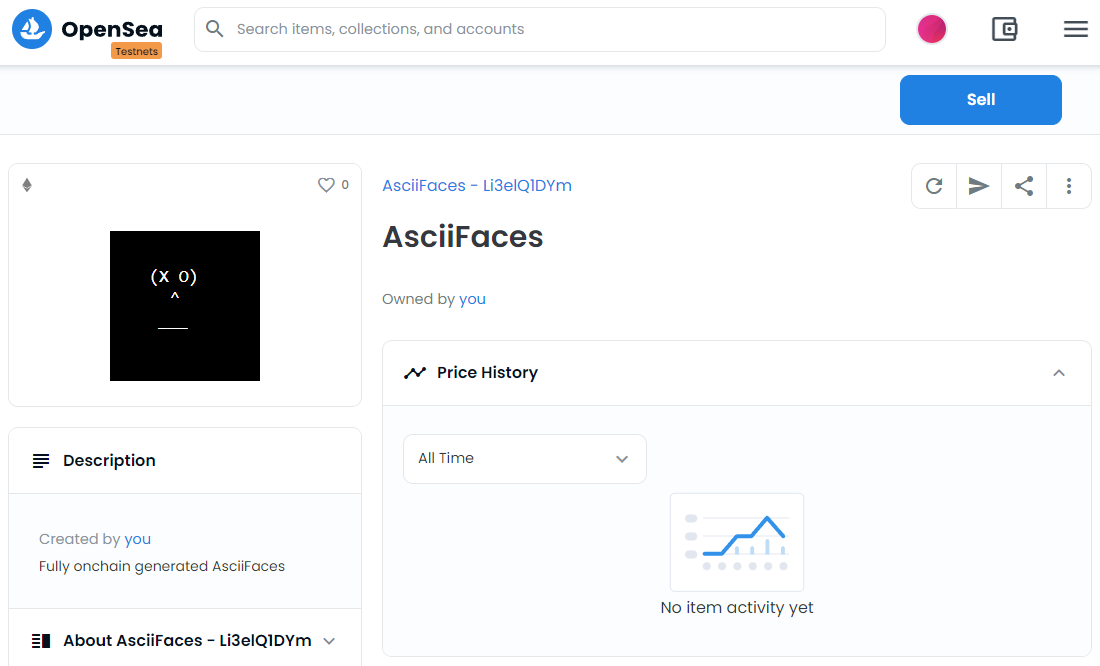 OpenSea
Testnets
Search items, collections, and accounts
Sell
0
(X O)
^
___
AsciiFaces - Li3elQ1DYm
AsciiFaces
Owned by you
Price History
All Time
No item activity yet
Description
Created by you
Fully onchain generated AsciiFaces
About AsciiFaces - Li3elQ1DYm